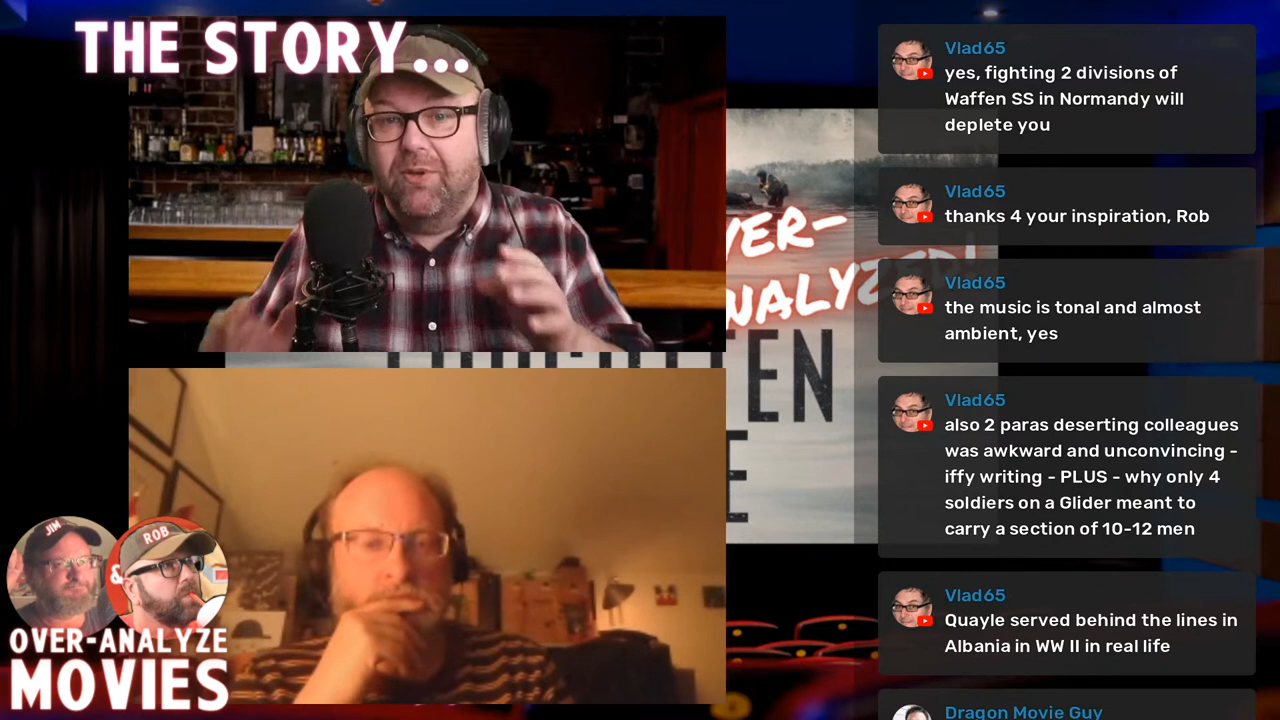 THE STORY...
VER-
NALYZED!
TEN
E
JIM
&
ROB
OVER-ANALYZE
MOVIES
Vlad65
yes, fighting 2 divisions of
Waffen SS in Normandy will
deplete you
Vlad65
thanks 4 your inspiration, Rob
Vlad65
the music is tonal and almost
ambient, yes
Vlad65
also 2 paras deserting colleagues
was awkward and unconvincing -
iffy writing - PLUS - why only 4
soldiers on a Glider meant to
carry a section of 10-12 men
Vlad65
Quayle served behind the lines in
Albania in WW II in real life
Dragon Movie Guy